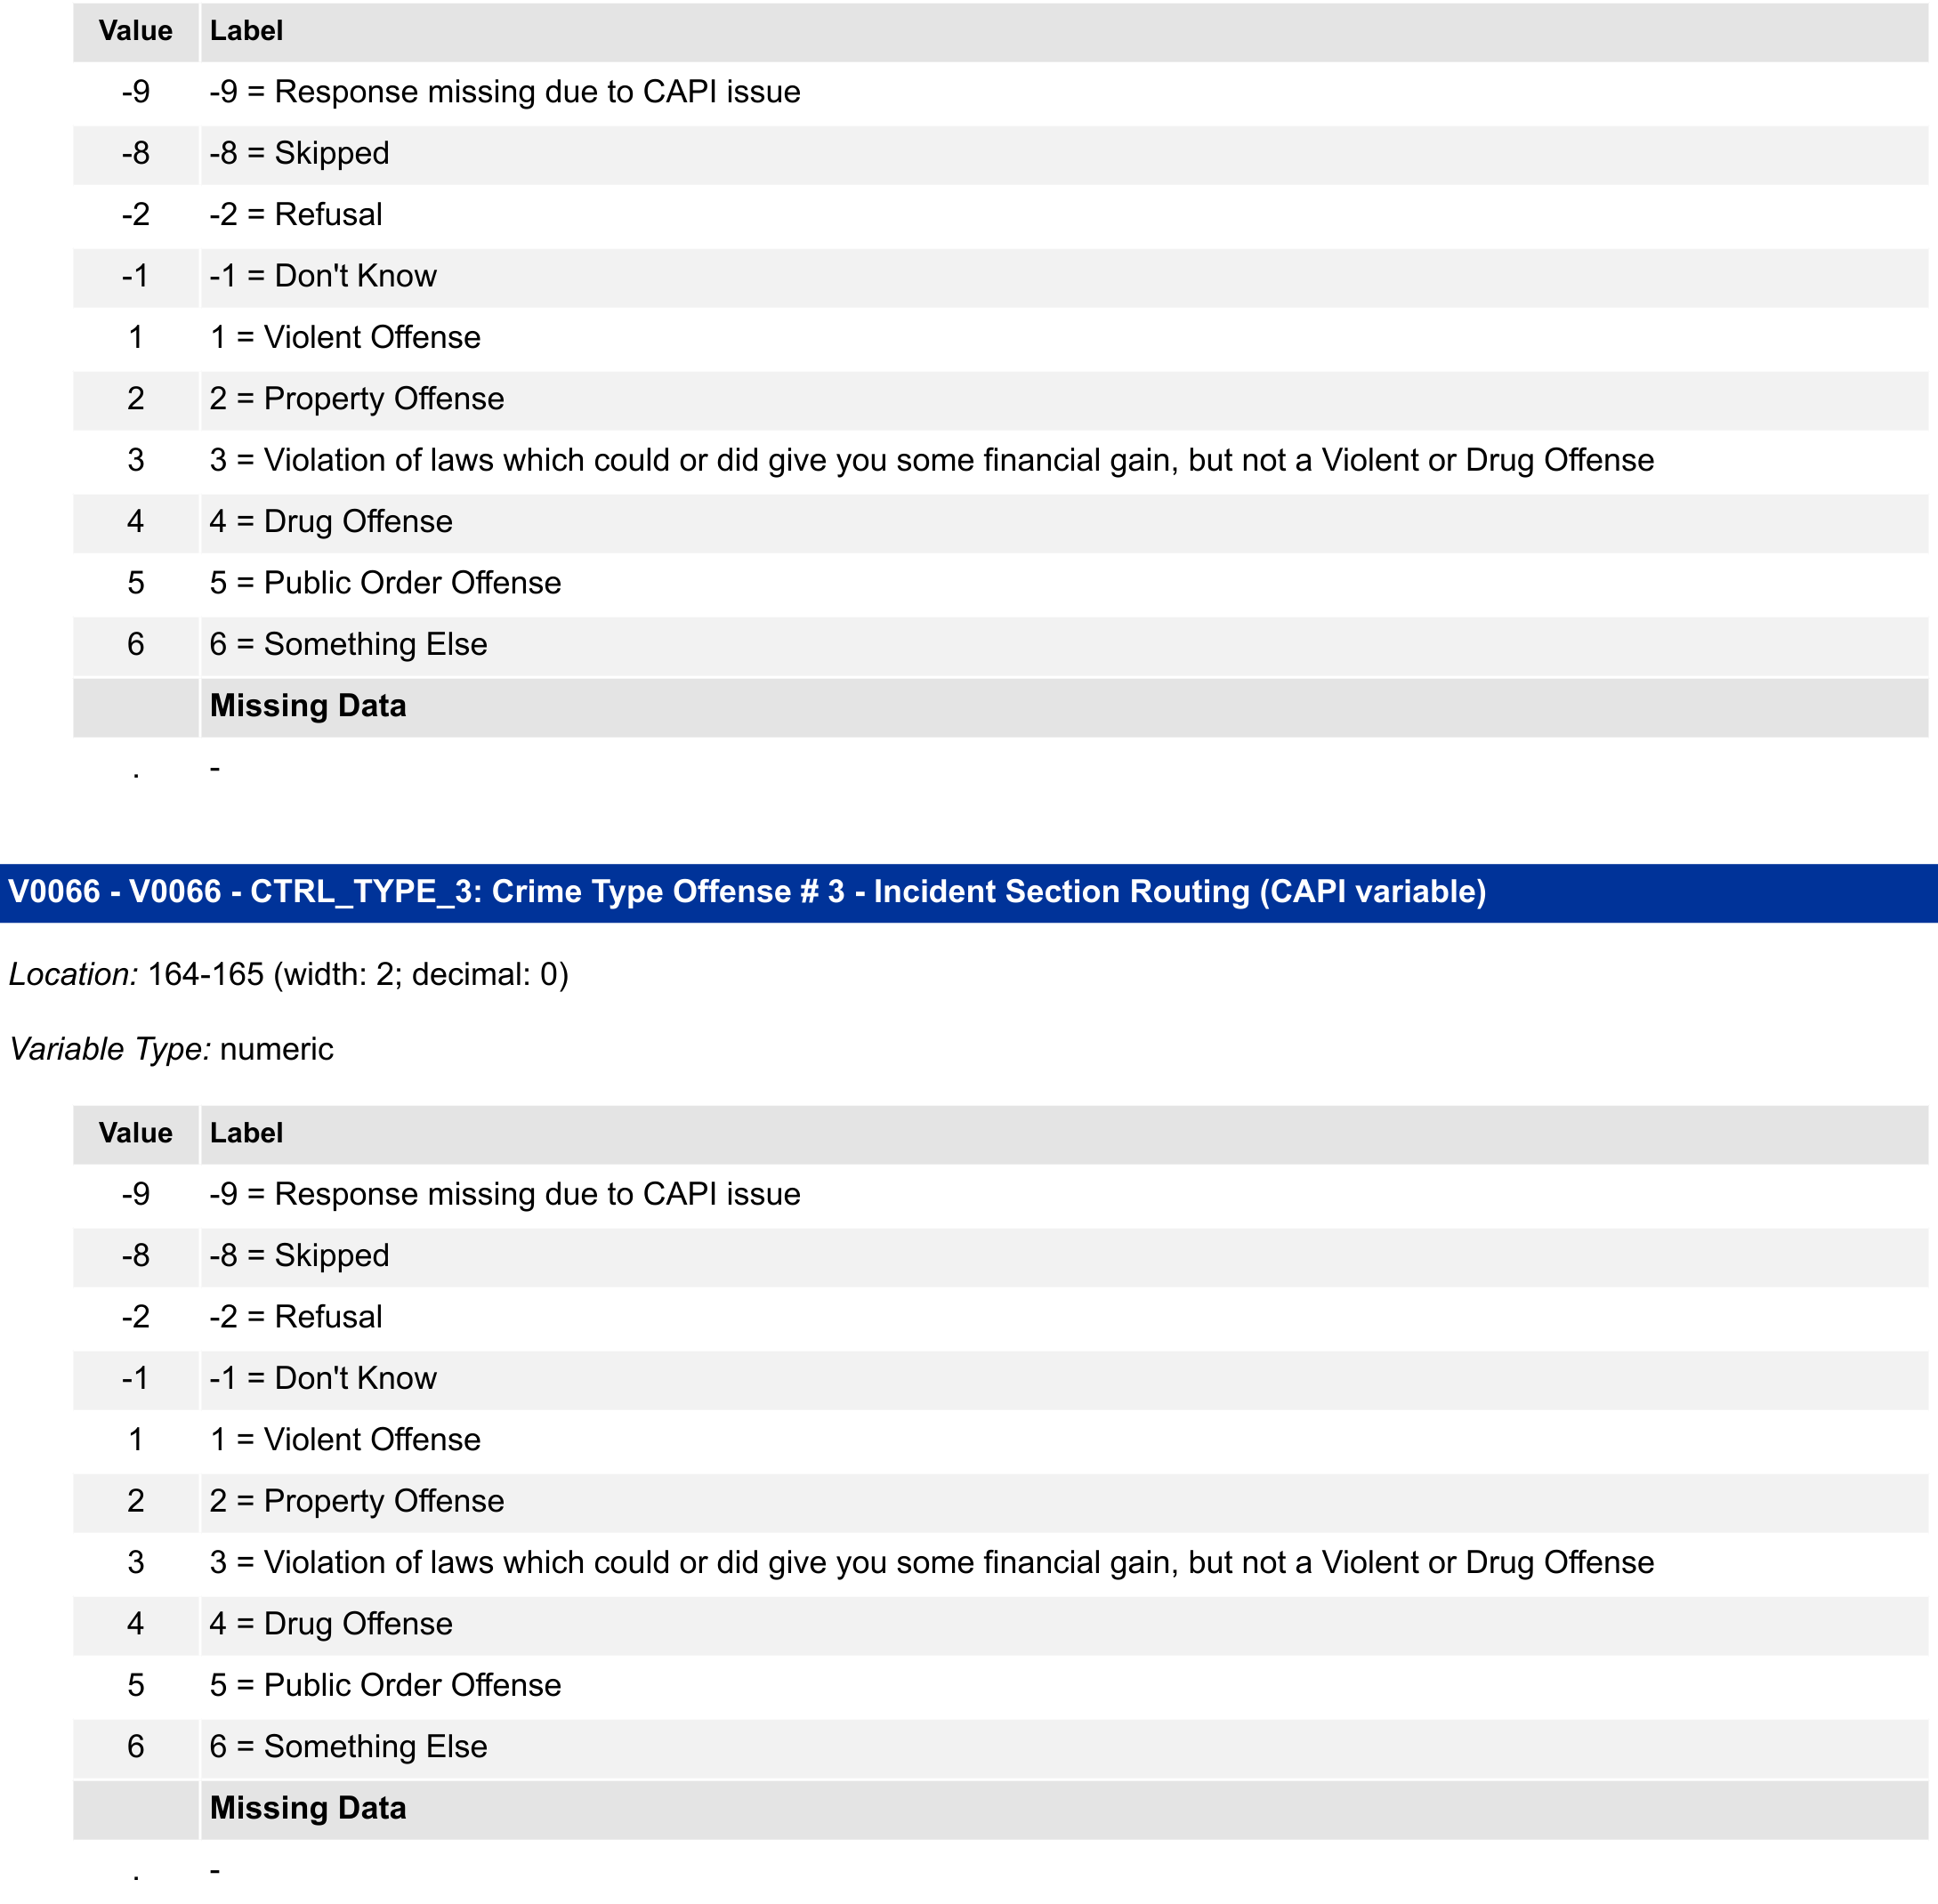 Value Label
-9 -9 = Response missing due to CAPI issue
-8 -8 = Skipped
-2 -2 = Refusal
-1 -1 = Don't Know
1 1 = Violent Offense
2 2 = Property Offense
3 3 = Violation of laws which could or did give you some financial gain, but not a Violent or Drug Offense
4 4 = Drug Offense
5 5 = Public Order Offense
6 6 = Something Else
Missing Data
. -
V0066 - V0066 - CTRL_TYPE_3: Crime Type Offense # 3 - Incident Section Routing (CAPI variable)
Location: 164-165 (width: 2; decimal: 0)
Variable Type: numeric
Value Label
-9 -9 = Response missing due to CAPI issue
-8 -8 = Skipped
-2 -2 = Refusal
-1 -1 = Don't Know
1 1 = Violent Offense
2 2 = Property Offense
3 3 = Violation of laws which could or did give you some financial gain, but not a Violent or Drug Offense
4 4 = Drug Offense
5 5 = Public Order Offense
6 6 = Something Else
Missing Data
. -